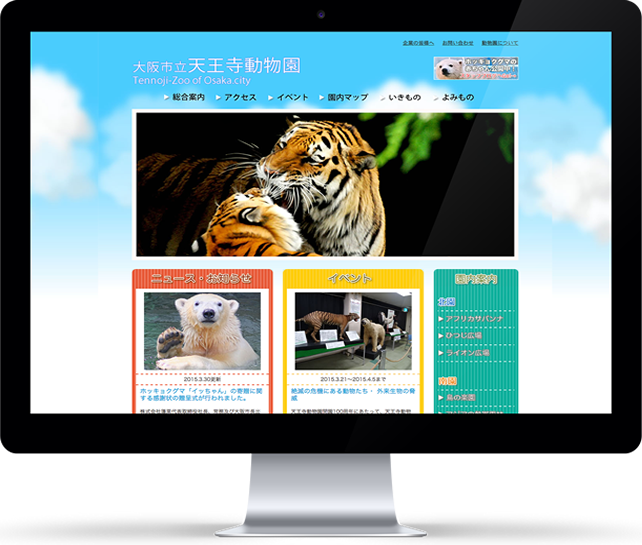 企業の皆様へ お問い合わせ 動物園について
大阪市立天王寺動物園
Tennoji-Zoo of Osaka.city
ホッキョクグマの
▶ 総合案内 ▶ アクセス ▶ イベント ▶ 園内マップ いきもの よみもの
ニュース・お知らせ
イベント
園内案内
北園
▶ アフリカサバンナ
▶ ひつじ広場
▶ ライオン広場
南園
▶ 鳥の楽園
2015.3.30更新
ホッキョクグマ「イッちゃん」の寄贈に関
する感謝状の贈呈式が行われました。
株式会社蓬莱代表取締役社長、
2015.3.21～2015.4.5まで
絶滅の危機にある動物たち・ 外来生物の脅
威
天王寺動物園開園100周年にあたって、天王寺動物